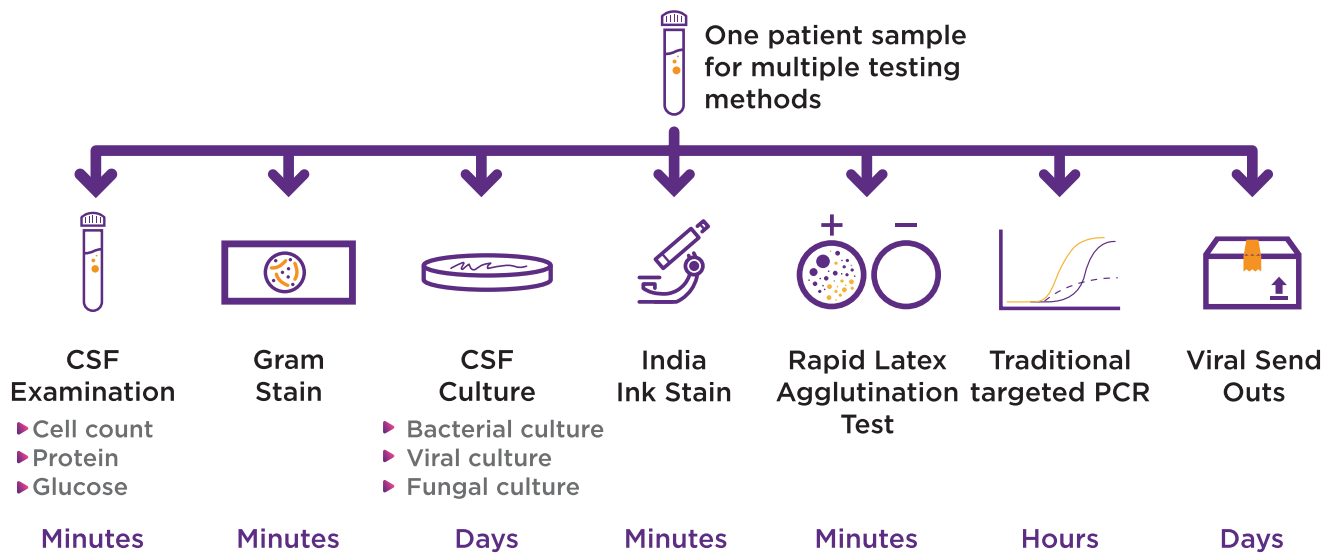 One patient sample
for multiple testing
methods
CSF
Examination
Cell count
Protein
Glucose
Minutes
Gram
Stain
Minutes
CSF
Culture
Bacterial culture
Viral culture
Fungal culture
Days
India
Ink Stain
Minutes
+ −
Rapid Latex
Agglutination
Test
Minutes
Traditional
targeted PCR
Hours
Viral Send
Outs
Days